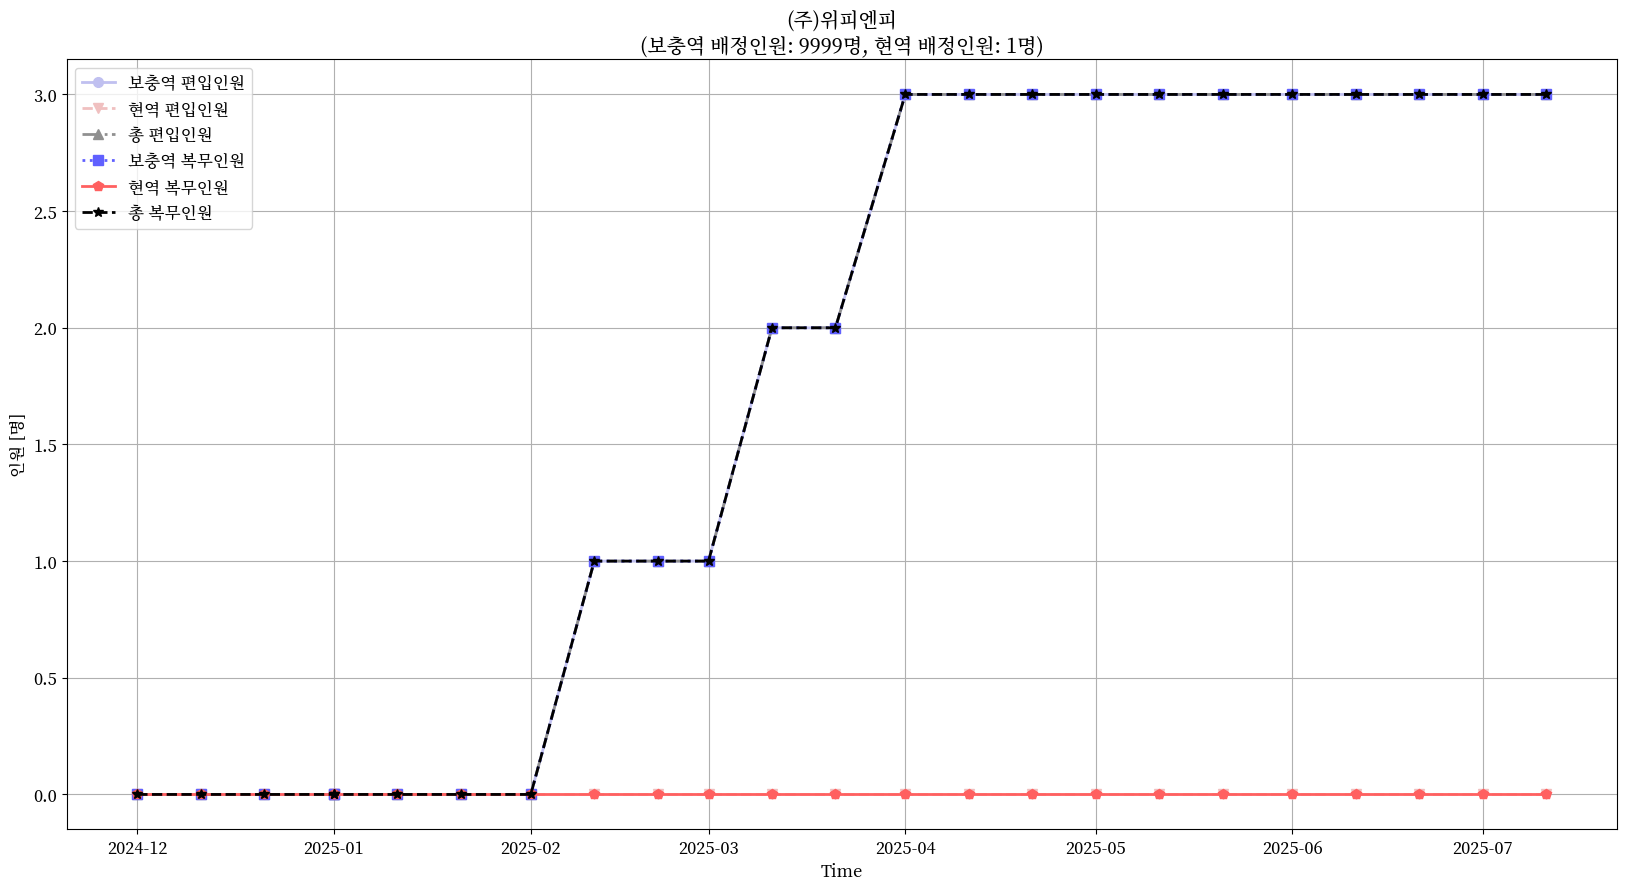 (주)위피엔피
(보충역 배정인원: 9999명, 현역 배정인원: 1명)
보충역 편입인원
현역 편입인원
총 편입인원
보충역 복무인원
현역 복무인원
총 복무인원
3.0
2.5
2.0
1.5
1.0
0.5
0.0
인원 [명]
2024-12 2025-01 2025-02 2025-03 2025-04 2025-05 2025-06 2025-07
Time